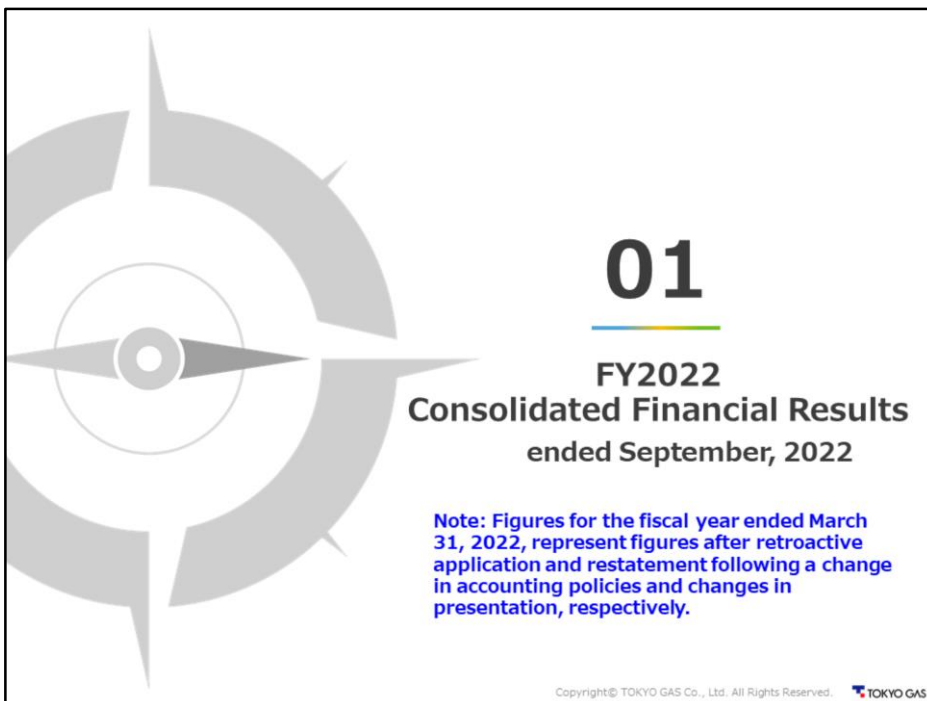 01
FY2022
Consolidated Financial Results
ended September, 2022
Note: Figures for the fiscal year ended March
31, 2022, represent figures after retroactive
application and restatement following a change
in accounting policies and changes in
presentation, respectively.
Copyright© TOKYO GAS Co., Ltd. All Rights Reserved. TOKYO GAS